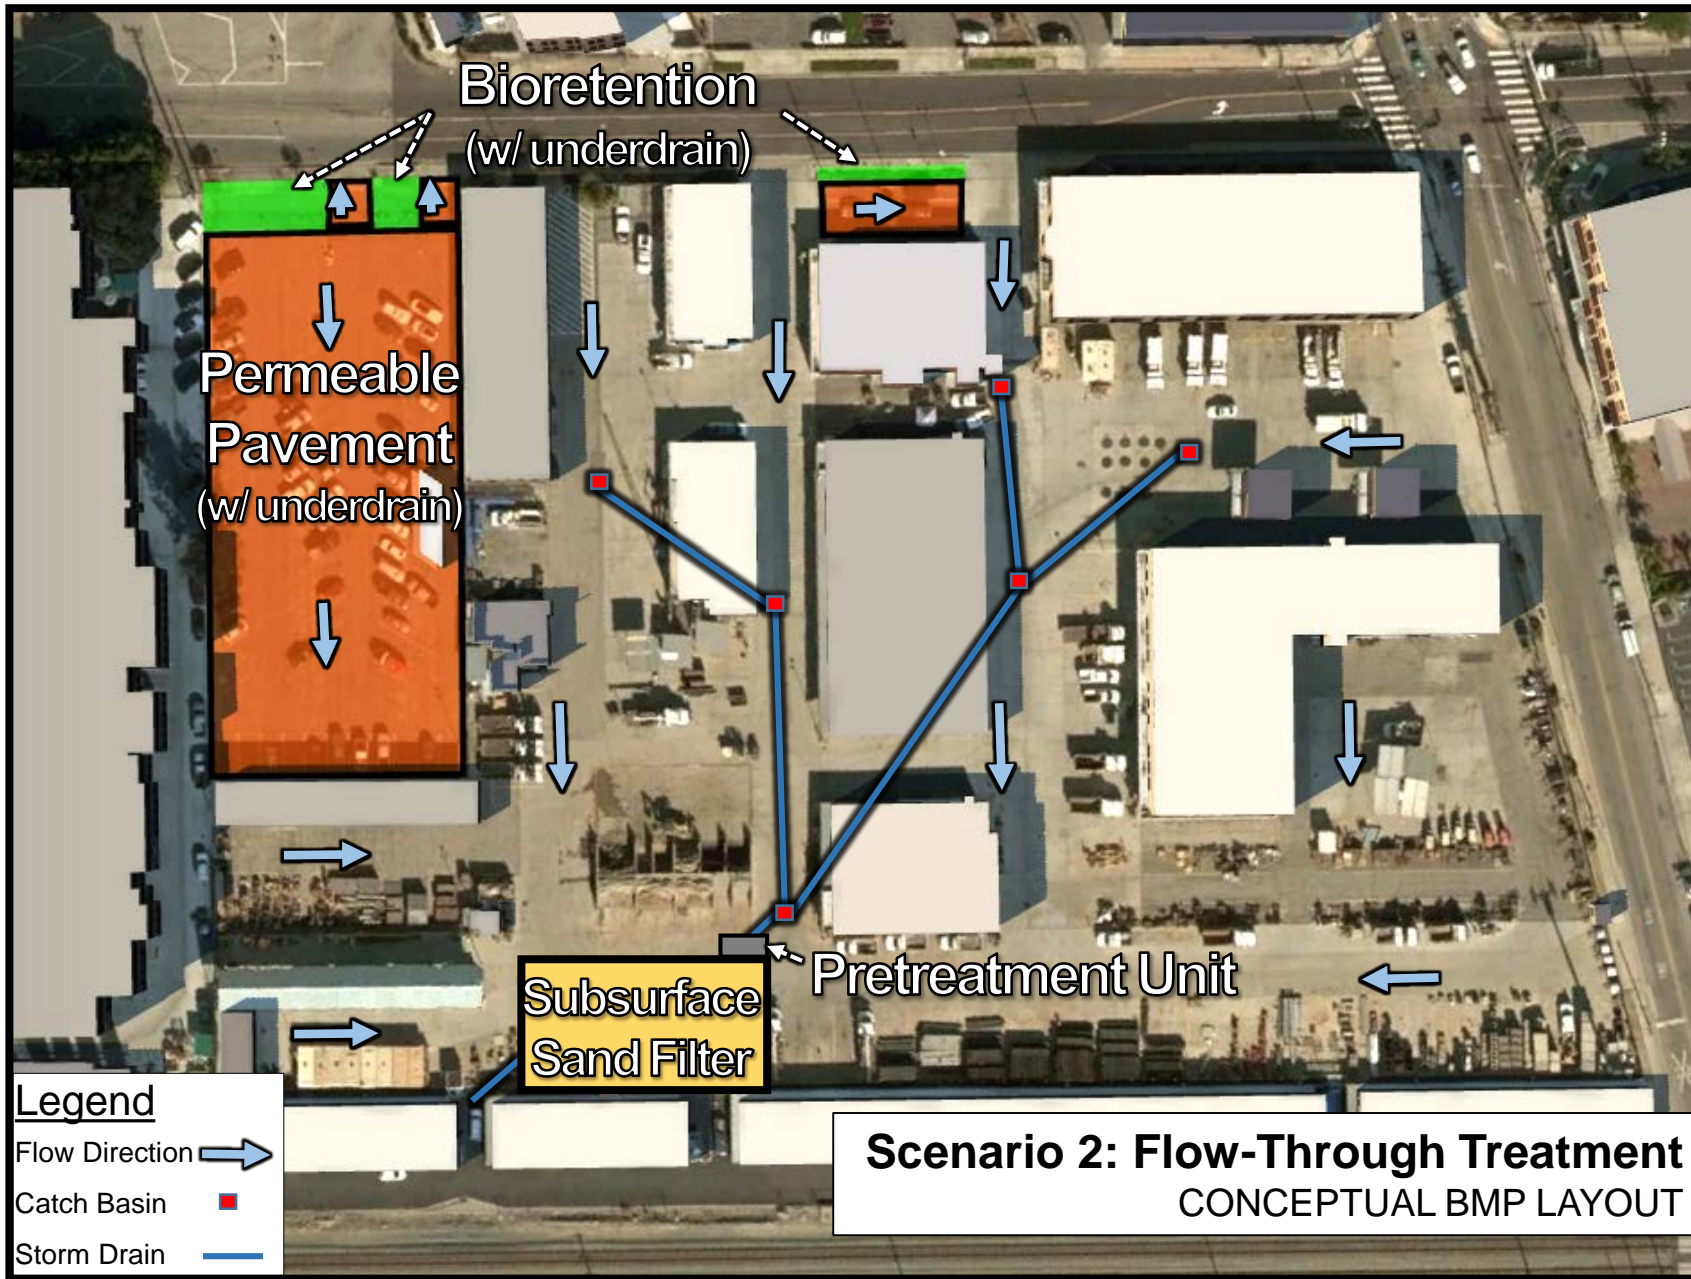 Bioretention
(w/ underdrain)
Permeable
Pavement
(w/ underdrain)
Pretreatment Unit
Subsurface
Sand Filter
Legend
Flow Direction
Catch Basin
Storm Drain
Scenario 2: Flow-Through Treatment
CONCEPTUAL BMP LAYOUT